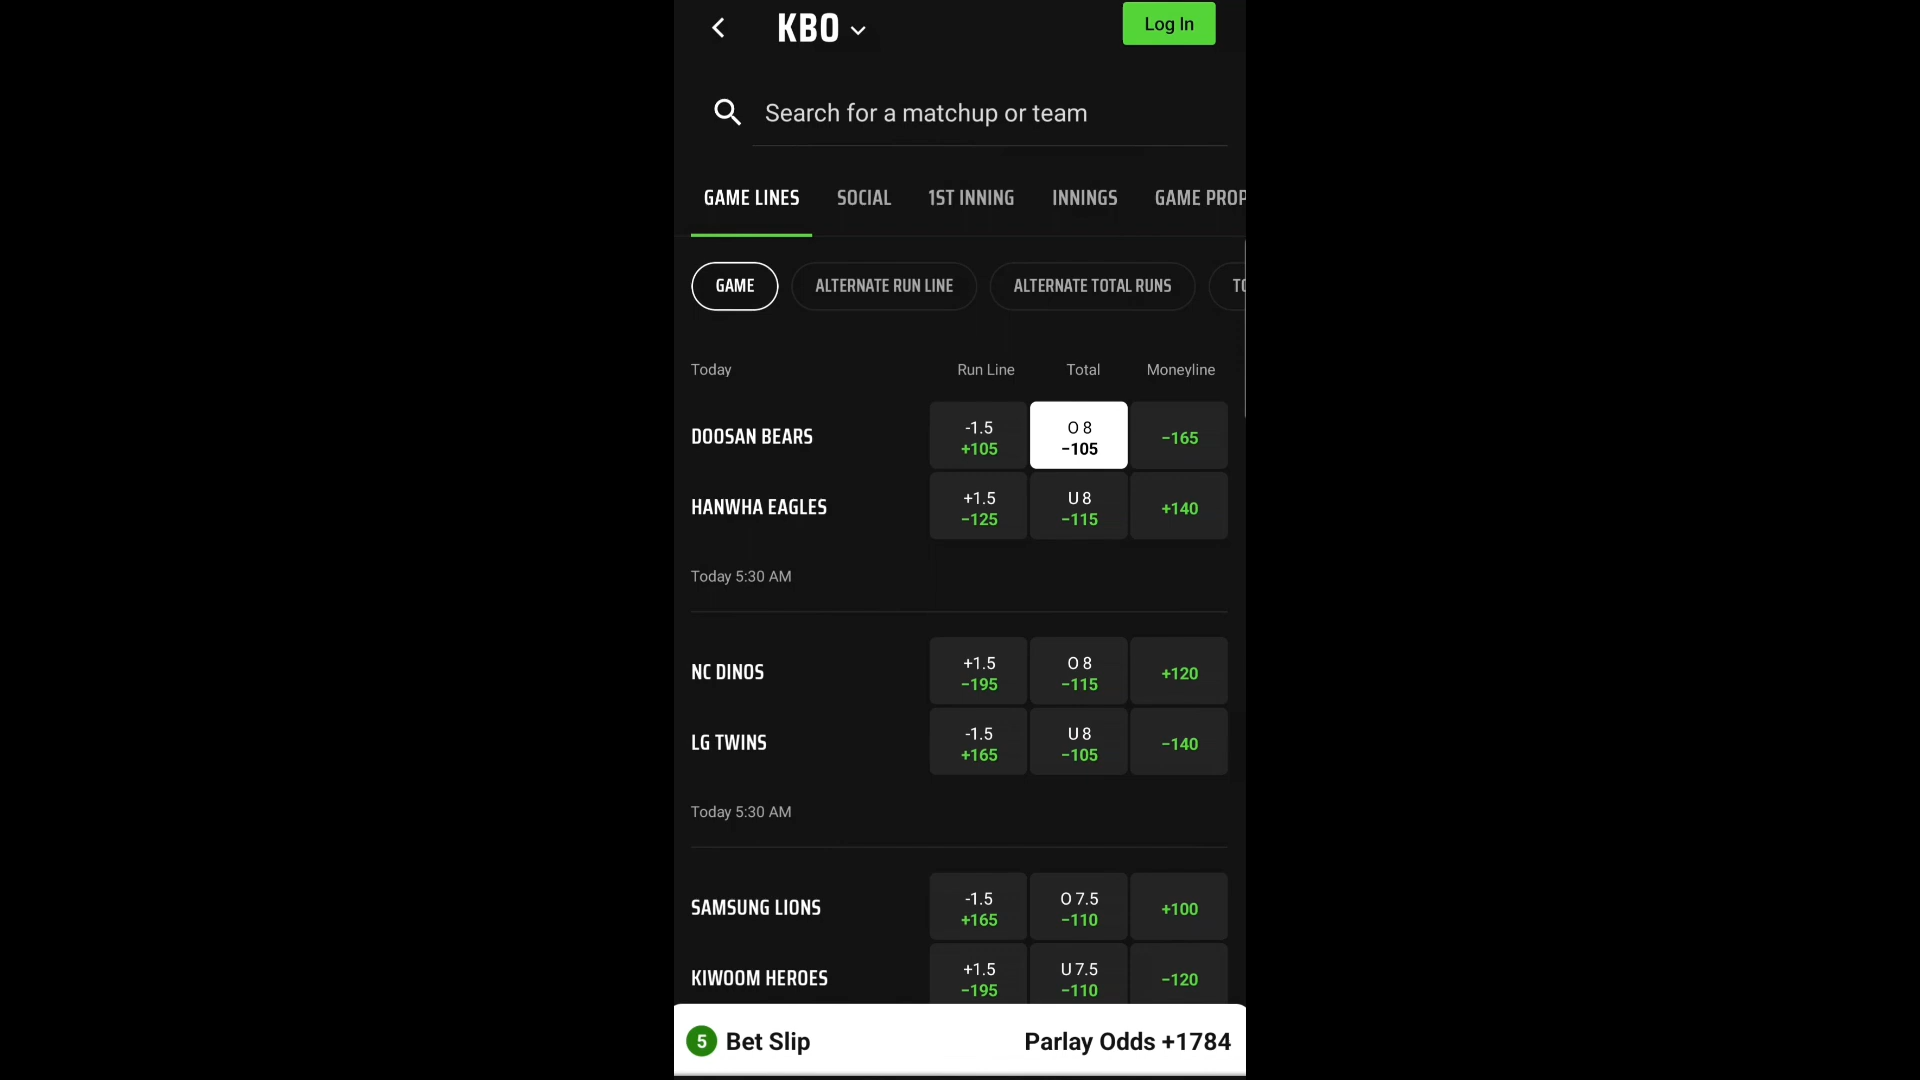 KBO
Log In
Search for a matchup or team
GAME LINES SOCIAL 1ST INNING INNINGS GAME PROP
GAME ALTERNATE RUN LINE ALTERNATE TOTAL RUNS TO
Today Run Line Total Moneyline
DOOSAN BEARS -1.5 +105 O 8 −105 −165
HANWHA EAGLES +1.5 −125 U 8 −115 +140
Today 5:30 AM
NC DINOS +1.5 −195 O 8 −115 +120
LG TWINS -1.5 +165 U 8 −105 −140
Today 5:30 AM
SAMSUNG LIONS -1.5 +165 O 7.5 −110 +100
KIWOOM HEROES +1.5 −195 U 7.5 −110 −120
5 Bet Slip Parlay Odds +1784